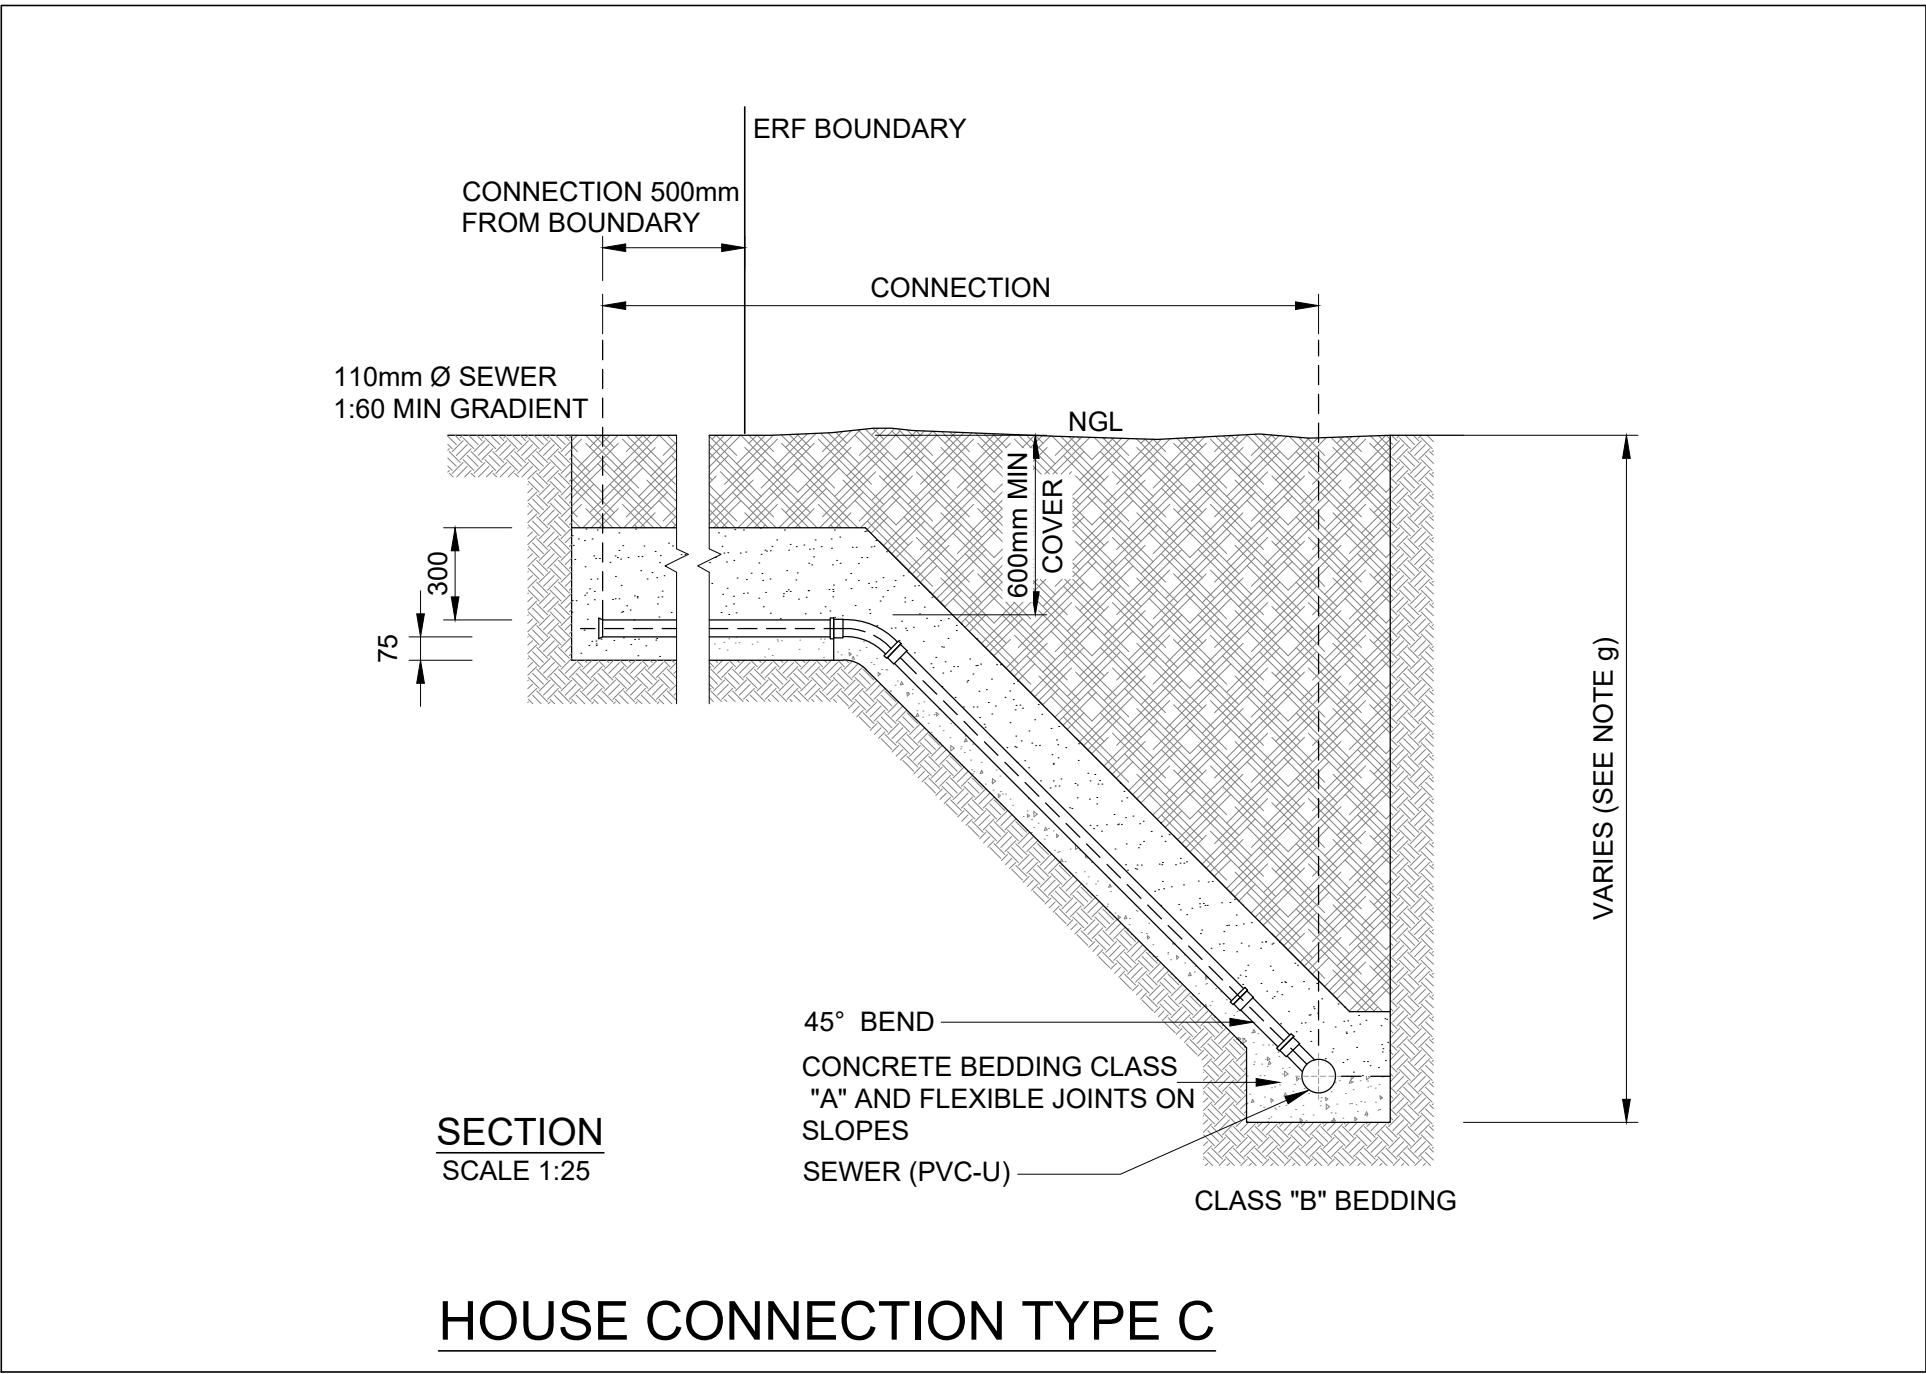 ERF BOUNDARY
CONNECTION 500mm
FROM BOUNDARY
CONNECTION
110mm Ø SEWER
1:60 MIN GRADIENT
NGL
600mm MIN
COVER
300
75
VARIES (SEE NOTE g)
45° BEND
CONCRETE BEDDING CLASS
"A" AND FLEXIBLE JOINTS ON
SLOPES
SEWER (PVC-U)
CLASS "B" BEDDING
SECTION
SCALE 1:25
HOUSE CONNECTION TYPE C